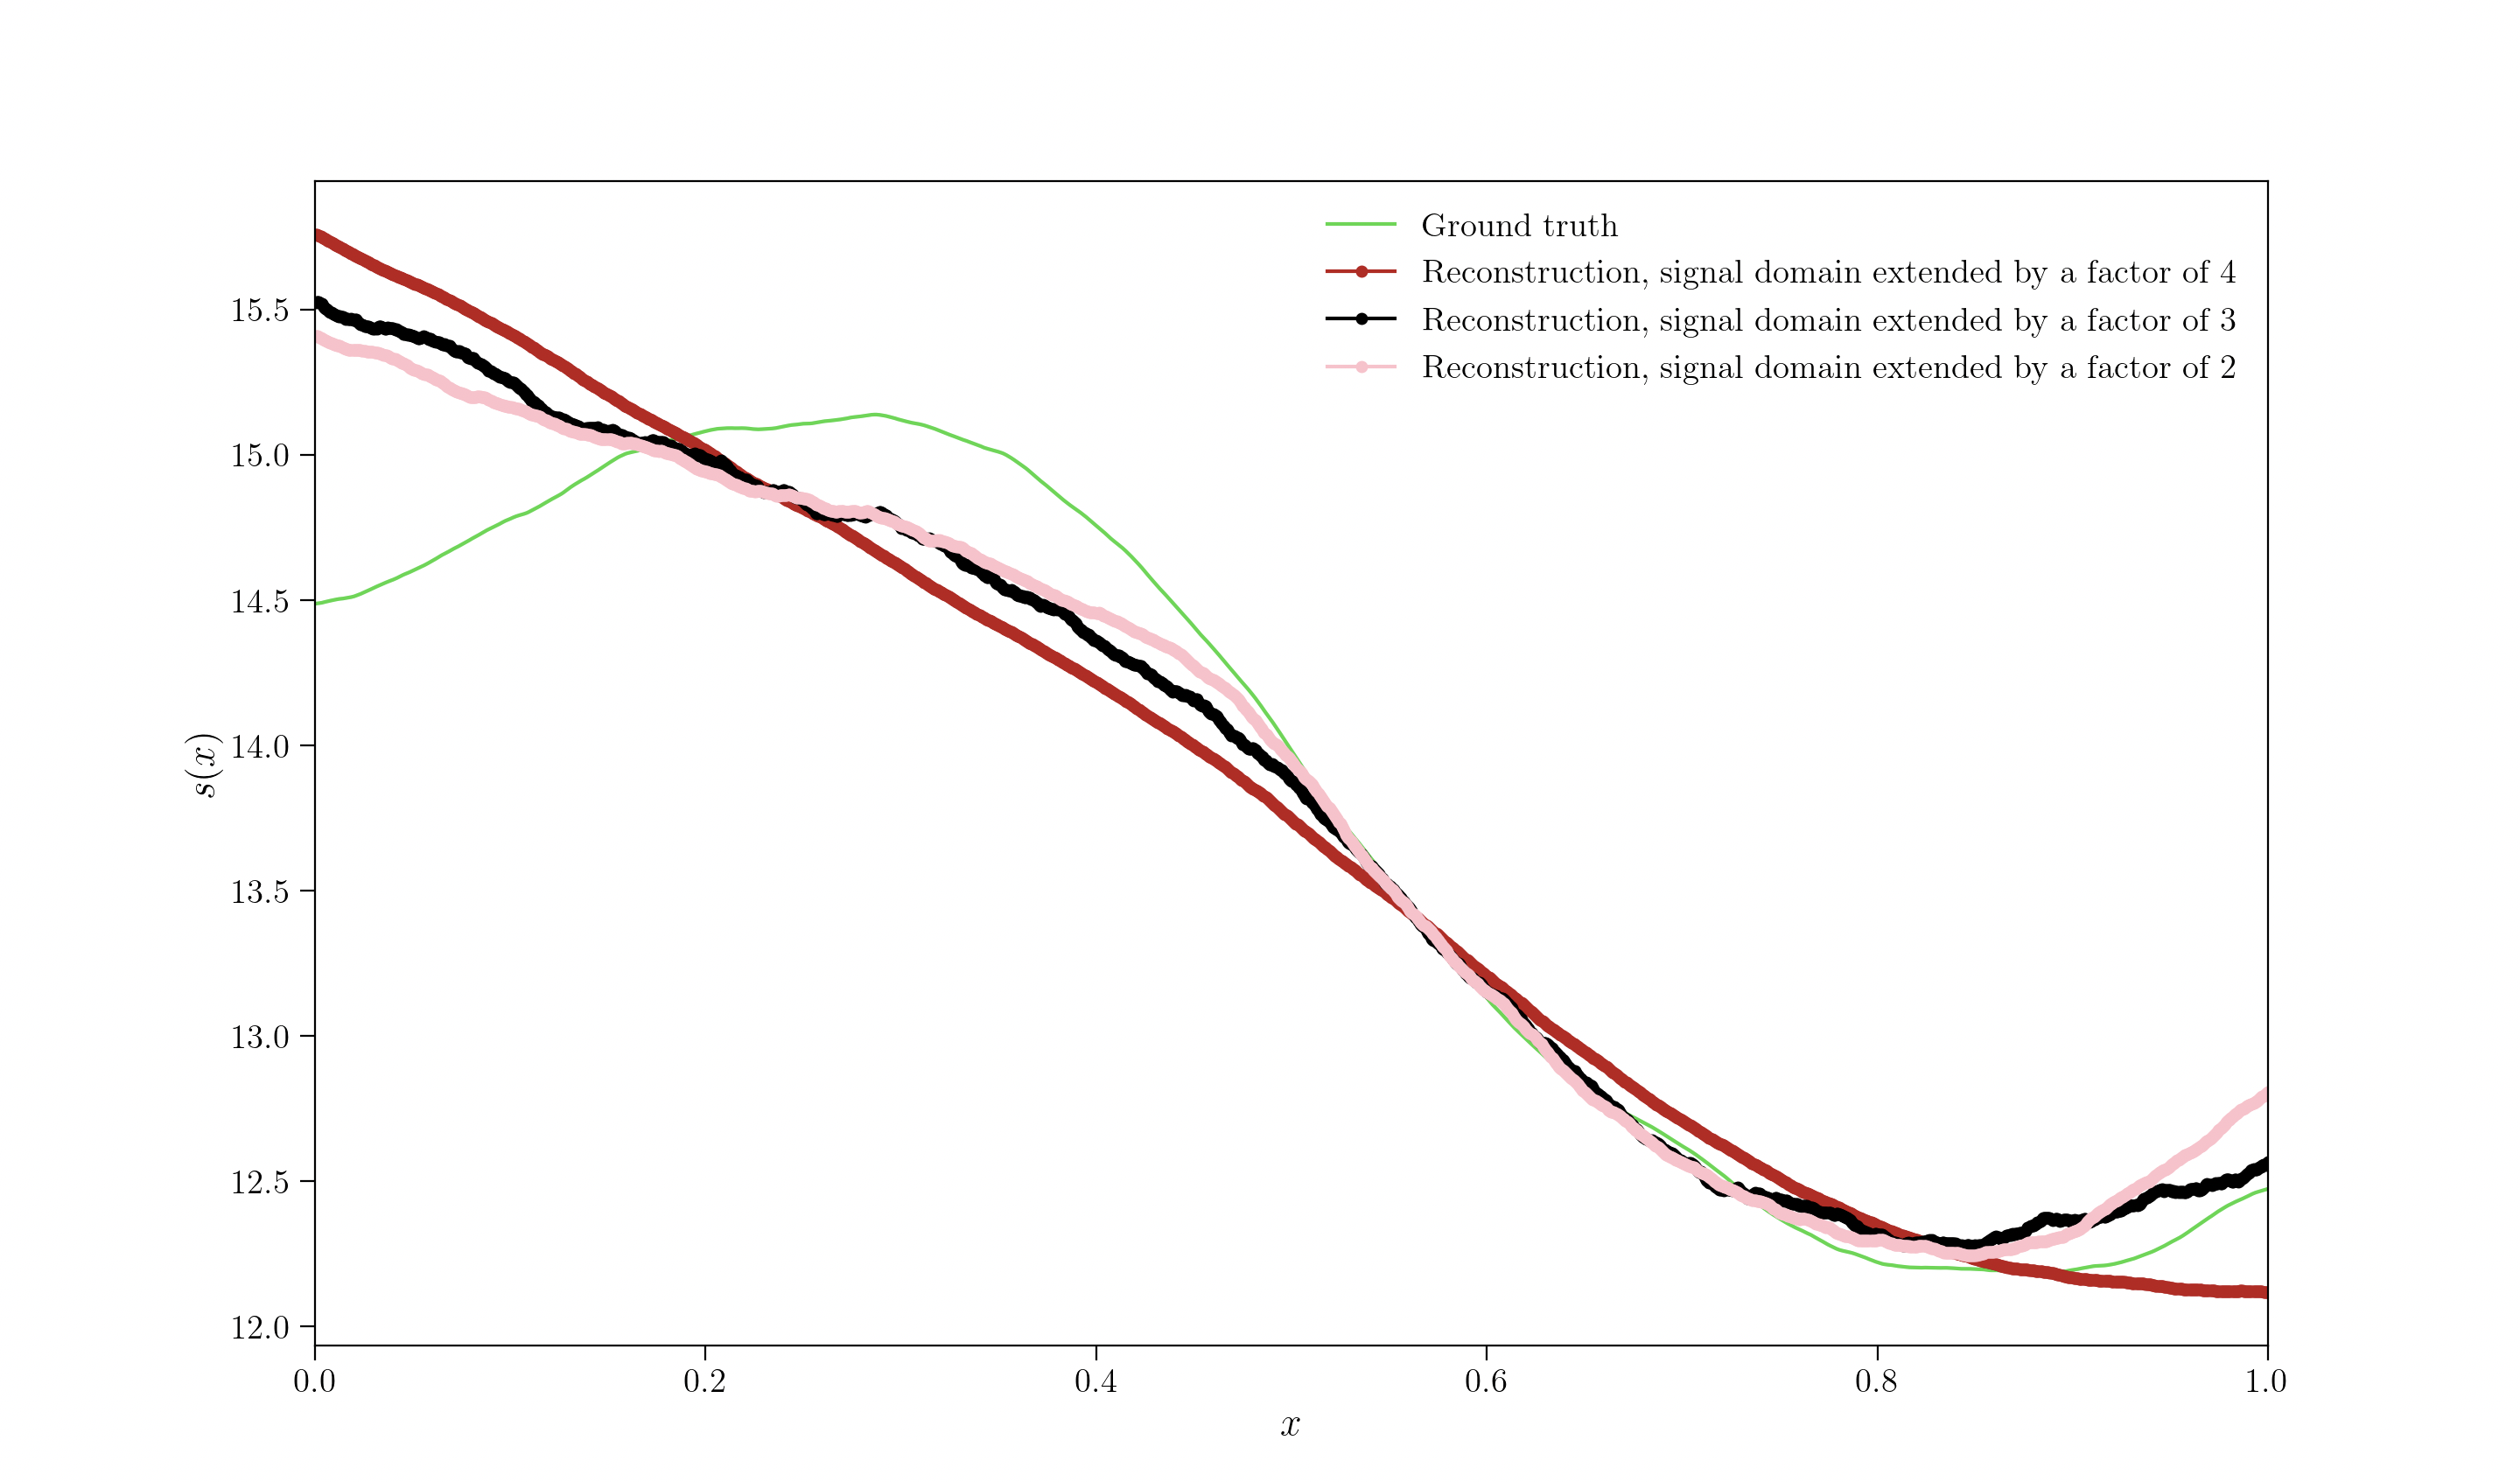 Ground truth
Reconstruction, signal domain extended by a factor of 4
Reconstruction, signal domain extended by a factor of 3
Reconstruction, signal domain extended by a factor of 2
15.5
15.0
14.5
14.0
13.5
13.0
12.5
12.0
s(x)
0.0 0.2 0.4 0.6 0.8 1.0
x